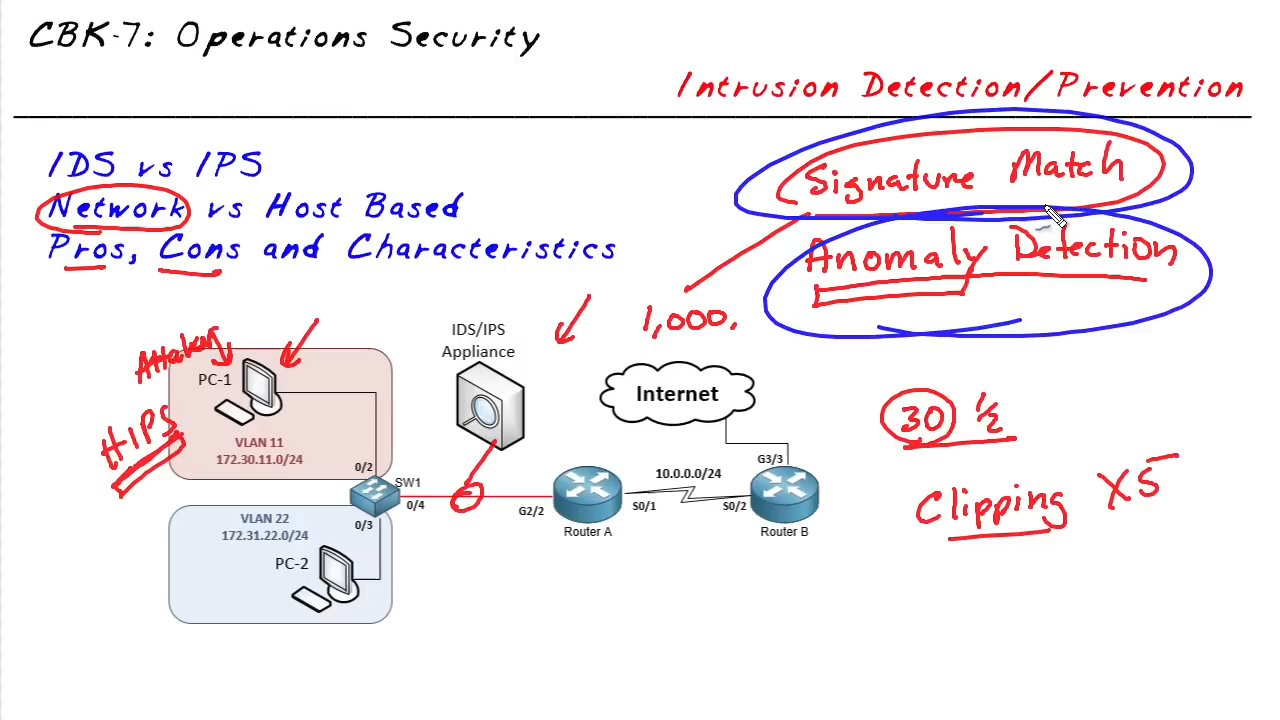 CBK-7: Operations Security
Intrusion Detection/Prevention
IDS vs IPS
Network vs Host Based
Pros, Cons and Characteristics
Signature Match
Anomaly Detection
1,000.
IDS/IPS
Appliance
PC-1
HIPS
VLAN 11
172.30.11.0/24
0/2
SW1
0/4
0/3
VLAN 22
172.31.22.0/24
PC-2
G2/2
Router A
S0/1
10.0.0.0/24
S0/2
Router B
G3/3
Internet
30 ½
Clipping X5